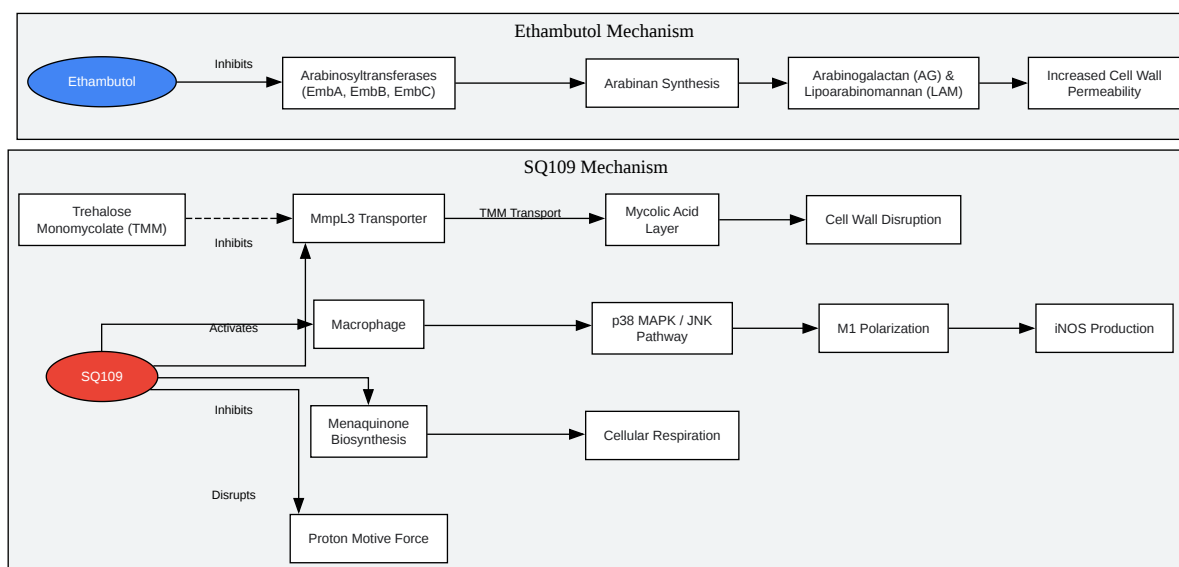 Ethambutol Mechanism
Ethambutol
Inhibits
Arabinosyltransferases
(EmbA, EmbB, EmbC)
Arabinan Synthesis
Arabinogalactan (AG) &
Lipoarabinomannan (LAM)
Increased Cell Wall
Permeability
SQ109 Mechanism
Trehalose
Monomycolate (TMM)
Inhibits
MmpL3 Transporter
TMM Transport
Mycolic Acid
Layer
Cell Wall Disruption
Activates
Macrophage
p38 MAPK / JNK
Pathway
M1 Polarization
iNOS Production
SQ109
Inhibits
Menaquinone
Biosynthesis
Cellular Respiration
Disrupts
Proton Motive Force